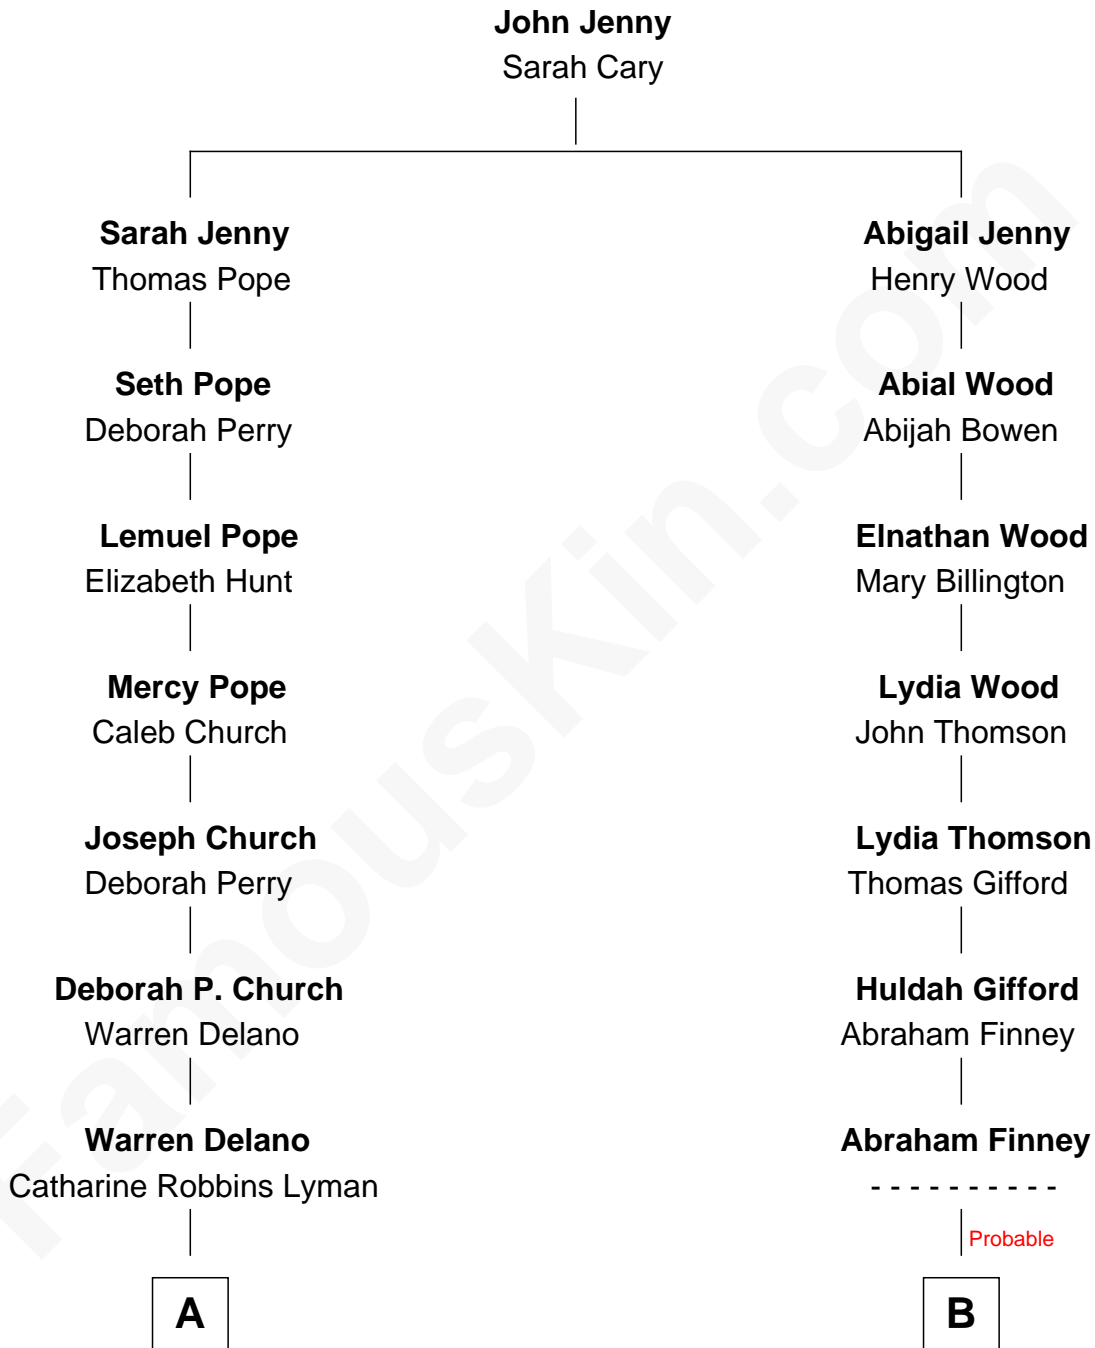 John Jenny
Sarah Cary
Sarah Jenny
Thomas Pope
Abigail Jenny
Henry Wood
Seth Pope
Deborah Perry
Abial Wood
Abijah Bowen
Lemuel Pope
Elizabeth Hunt
Elnathan Wood
Mary Billington
Mercy Pope
Caleb Church
Lydia Wood
John Thomson
Joseph Church
Deborah Perry
Lydia Thomson
Thomas Gifford
Deborah P. Church
Warren Delano
Huldah Gifford
Abraham Finney
Warren Delano
Catharine Robbins Lyman
Abraham Finney
- - - - - - - - - -
Probable
A
B
FamousKin.com